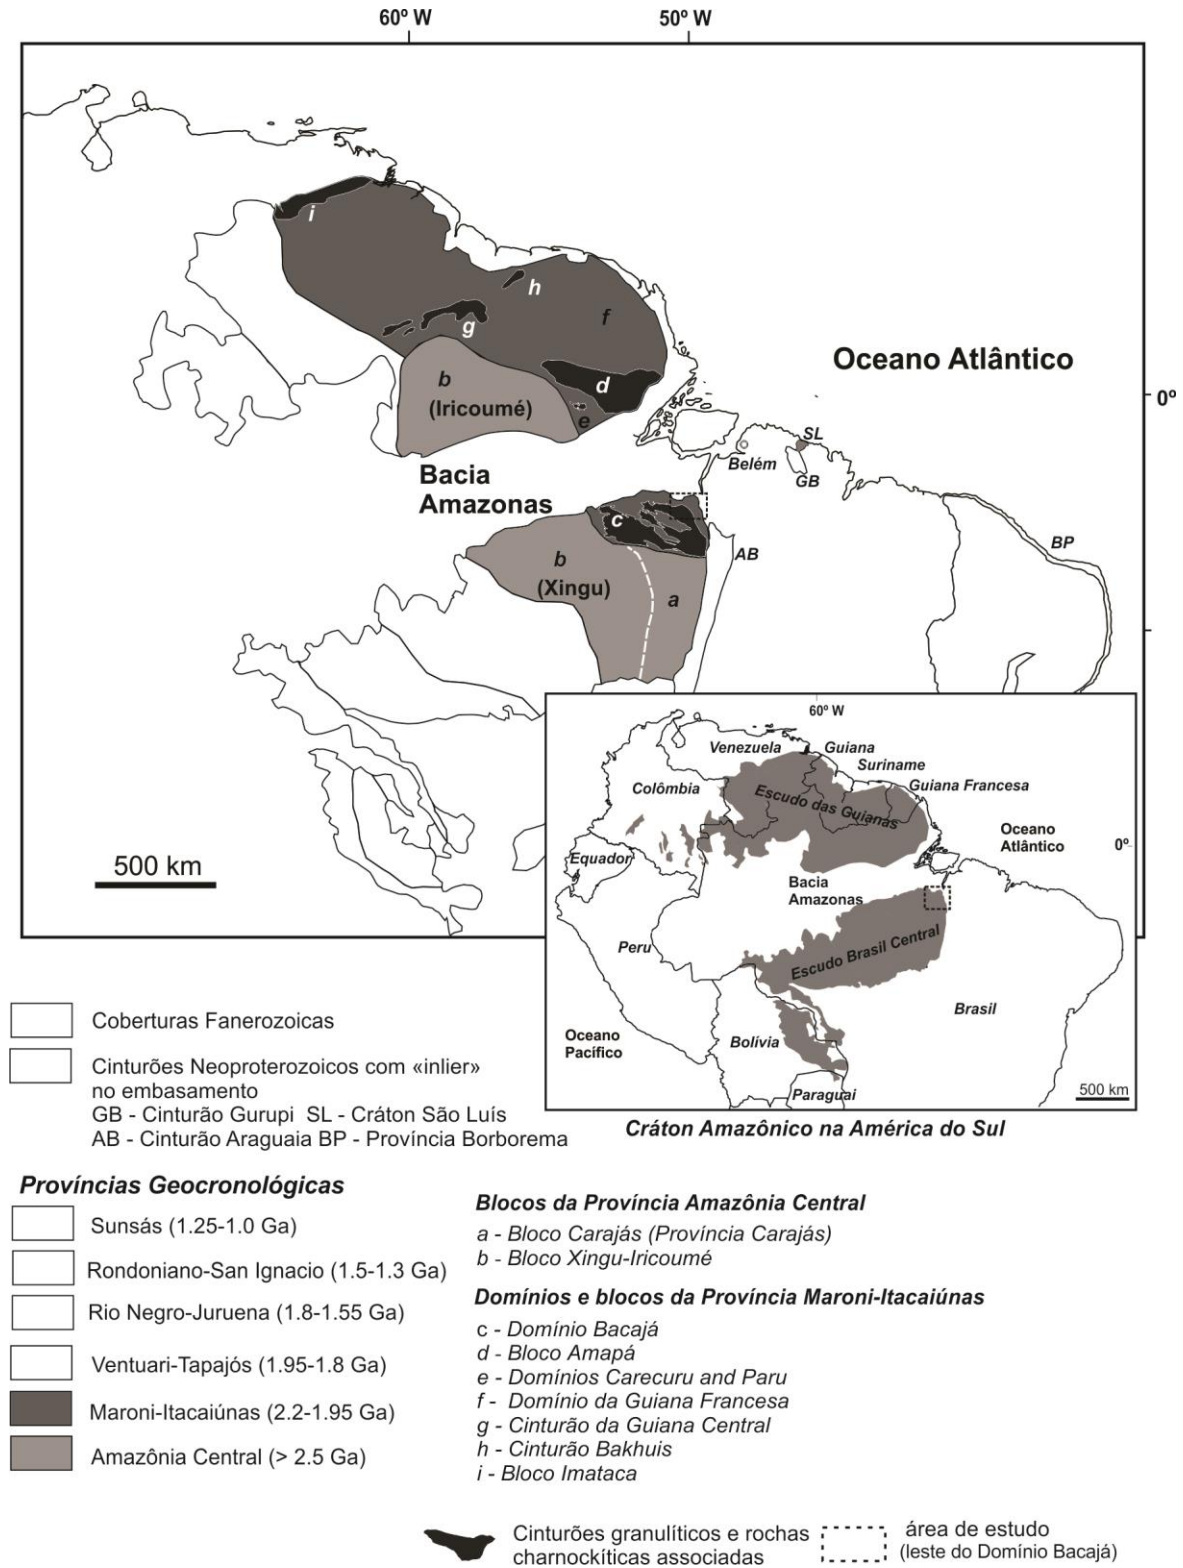 60º W
50º W
i
h
g
f
Oceano Atlântico
d
b
(Iricoumé)
e
0º
SL
Belém
GB
Bacia
Amazonas
c
AB
BP
b
(Xingu)
a
500 km
60º W
Venezuela
Guiana
Suriname
Guiana Francesa
Colômbia
Escudo das Guianas
Oceano
Atlântico
0º
Equador
Bacia
Amazonas
Peru
Escudo Brasil Central
Brasil
Oceano
Pacífico
Bolívia
Paraguai
500 km
Cráton Amazônico na América do Sul
Coberturas Fanerozoicas
Cinturões Neoproterozoicos com «inlier»
no embasamento
GB - Cinturão Gurupi SL - Cráton São Luís
AB - Cinturão Araguaia BP - Província Borborema
Províncias Geocronológicas
Sunsás (1.25-1.0 Ga)
Rondoniano-San Ignacio (1.5-1.3 Ga)
Rio Negro-Juruena (1.8-1.55 Ga)
Ventuari-Tapajós (1.95-1.8 Ga)
Maroni-Itacaiúnas (2.2-1.95 Ga)
Amazônia Central (> 2.5 Ga)
Blocos da Província Amazônia Central
a - Bloco Carajás (Província Carajás)
b - Bloco Xingu-Iricoumé
Domínios e blocos da Província Maroni-Itacaiúnas
c - Domínio Bacajá
d - Bloco Amapá
e - Domínios Carecuru and Paru
f - Domínio da Guiana Francesa
g - Cinturão da Guiana Central
h - Cinturão Bakhuis
i - Bloco Imataca
Cinturões granulíticos e rochas
charnockíticas associadas
área de estudo
(leste do Domínio Bacajá)